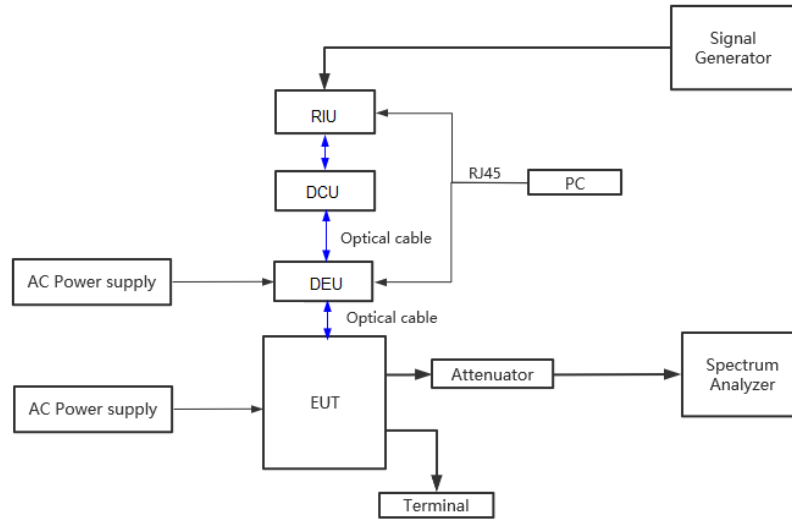 Signal
Generator
RIU
RJ45
PC
DCU
Optical cable
AC Power supply
DEU
Optical cable
AC Power supply
EUT
Attenuator
Spectrum
Analyzer
Terminal